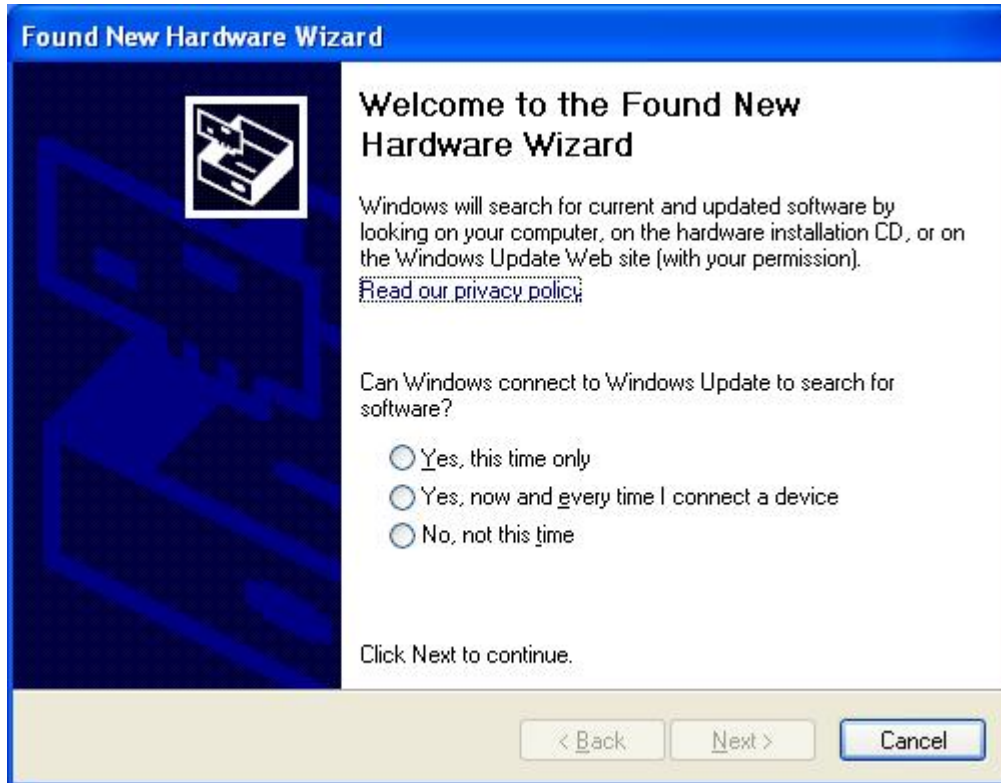 Found New Hardware Wizard
Welcome to the Found New
Hardware Wizard
Windows will search for current and updated software by
looking on your computer, on the hardware installation CD, or on
the Windows Update Web site (with your permission).
Read our privacy policy
Can Windows connect to Windows Update to search for
software?
Yes, this time only
Yes, now and every time I connect a device
No, not this time
Click Next to continue.
< Back Next > Cancel